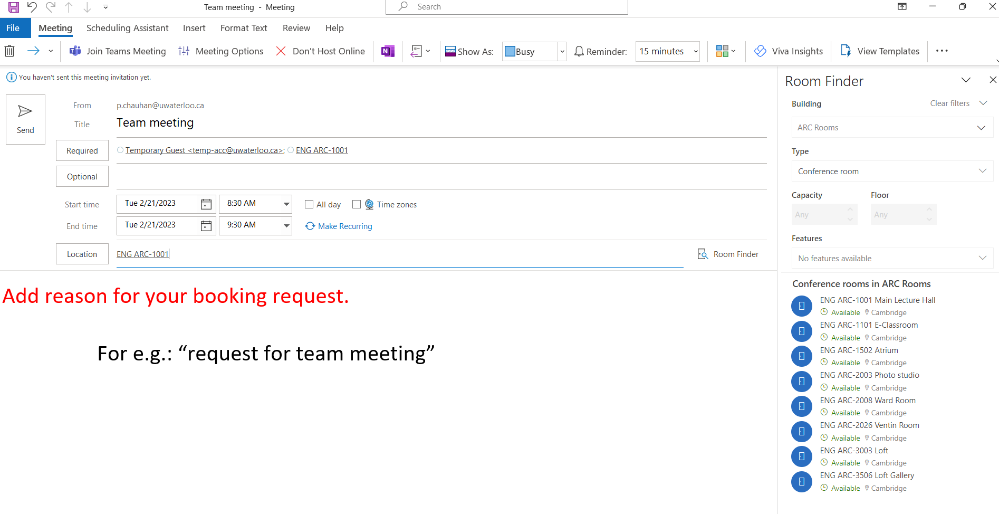 Team meeting - Meeting
Search
File Meeting Scheduling Assistant Insert Format Text Review Help
Join Teams Meeting Meeting Options Don't Host Online N Show As: Busy Reminder: 15 minutes Viva Insights View Templates ...
You haven't sent this meeting invitation yet.
Send
From p.chauhan@uwaterloo.ca
Title Team meeting
Required Temporary Guest <temp-acc@uwaterloo.ca>; ENG ARC-1001
Optional
Start time Tue 2/21/2023 8:30 AM All day Time zones
End time Tue 2/21/2023 9:30 AM Make Recurring
Location ENG ARC-1001 Room Finder
Add reason for your booking request.
For e.g.: “request for team meeting”
Room Finder
Building Clear filters
ARC Rooms
Type
Conference room
Capacity Floor
Any Any
Features
No features available
Conference rooms in ARC Rooms
ENG ARC-1001 Main Lecture Hall
Available Cambridge
ENG ARC-1101 E-Classroom
Available Cambridge
ENG ARC-1502 Atrium
Available Cambridge
ENG ARC-2003 Photo studio
Available Cambridge
ENG ARC-2008 Ward Room
Available Cambridge
ENG ARC-2026 Ventin Room
Available Cambridge
ENG ARC-3003 Loft
Available Cambridge
ENG ARC-3506 Loft Gallery
Available Cambridge